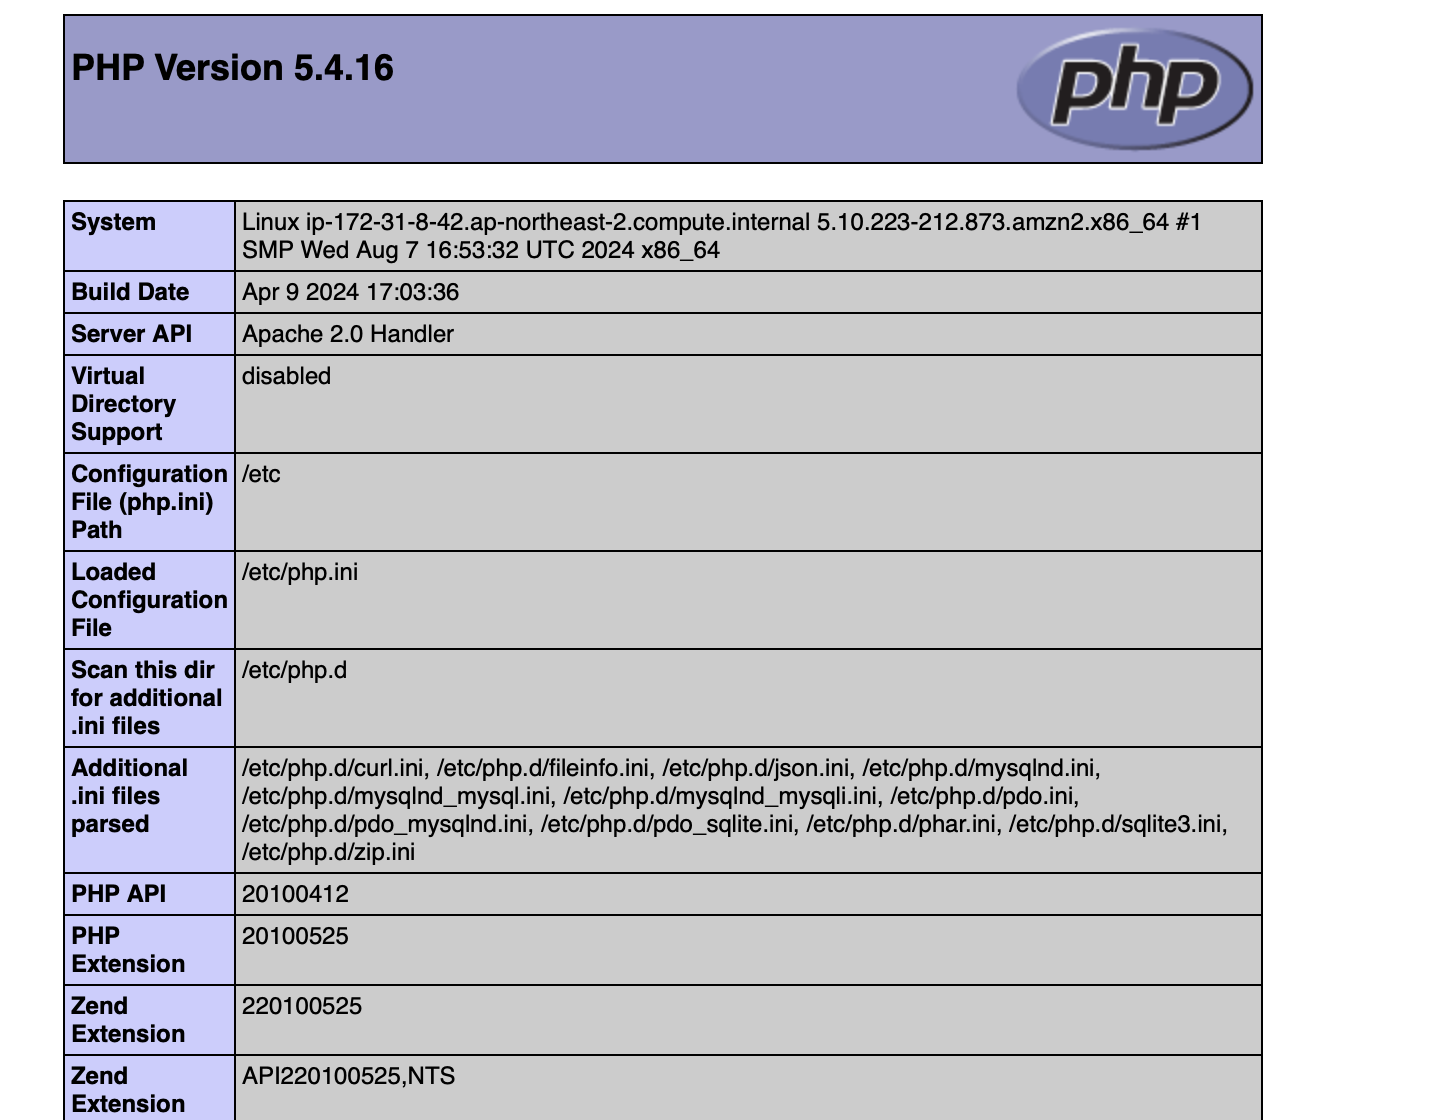 PHP Version 5.4.16
php
System
Linux ip-172-31-8-42.ap-northeast-2.compute.internal 5.10.223-212.873.amzn2.x86_64 #1
SMP Wed Aug 7 16:53:32 UTC 2024 x86_64
Build Date
Apr 9 2024 17:03:36
Server API
Apache 2.0 Handler
Virtual
Directory
Support
disabled
Configuration
File (php.ini)
Path
/etc
Loaded
Configuration
File
/etc/php.ini
Scan this dir
for additional
.ini files
/etc/php.d
Additional
.ini files
parsed
/etc/php.d/curl.ini, /etc/php.d/fileinfo.ini, /etc/php.d/json.ini, /etc/php.d/mysqlnd.ini,
/etc/php.d/mysqlnd_mysql.ini, /etc/php.d/mysqlnd_mysqli.ini, /etc/php.d/pdo.ini,
/etc/php.d/pdo_mysqlnd.ini, /etc/php.d/pdo_sqlite.ini, /etc/php.d/phar.ini, /etc/php.d/sqlite3.ini,
/etc/php.d/zip.ini
PHP API
20100412
PHP
Extension
20100525
Zend
Extension
220100525
Zend
Extension
API220100525,NTS